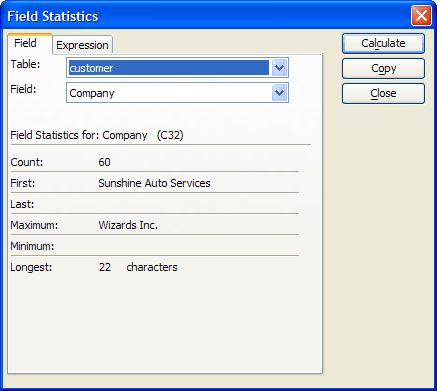 Field Statistics
Field Expression
Calculate
Table: customer
Copy
Field: Company
Close
Field Statistics for: Company (C32)
Count: 60
First: Sunshine Auto Services
Last:
Maximum: Wizards Inc.
Minimum:
Longest: 22 characters